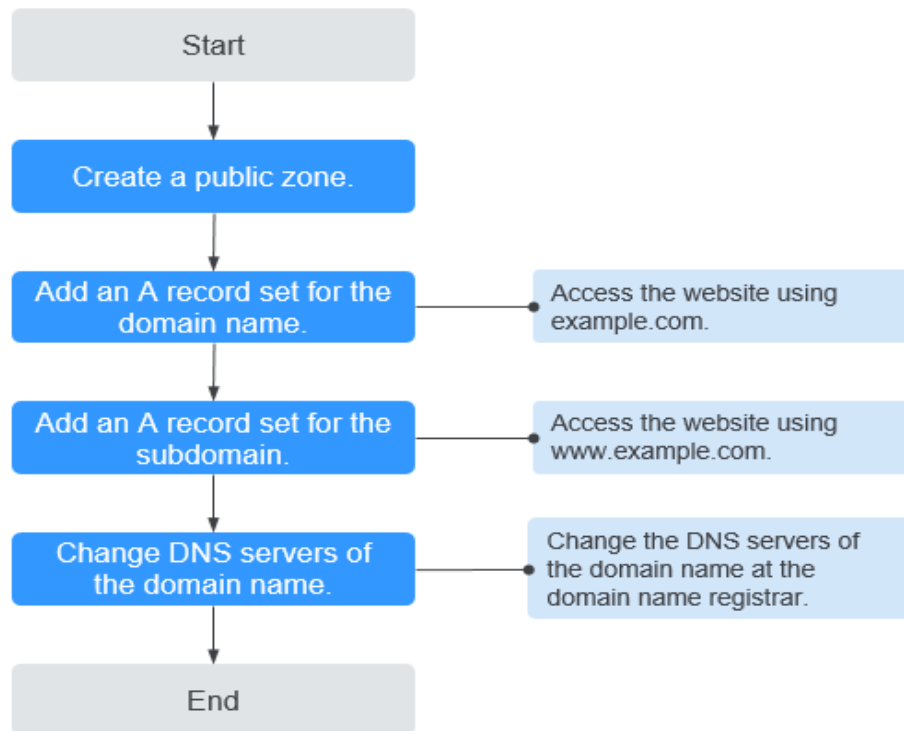 Start
Create a public zone.
Add an A record set for the
domain name.
Access the website using
example.com.
Add an A record set for the
subdomain.
Access the website using
www.example.com.
Change DNS servers of
the domain name.
Change the DNS servers of
the domain name at the
domain name registrar.
End